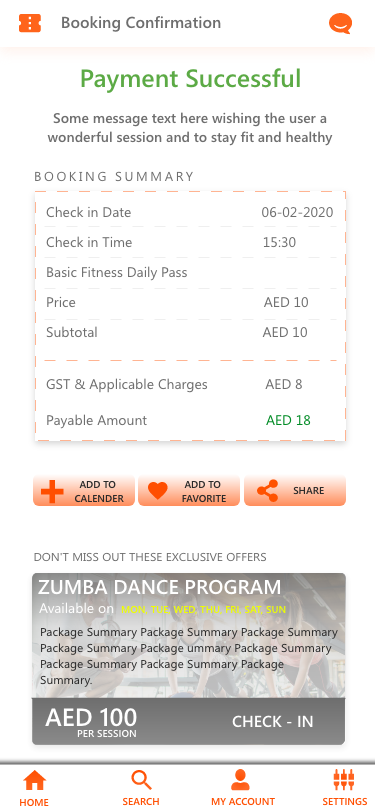 Booking Confirmation
Payment Successful
Some message text here wishing the user a
wonderful session and to stay fit and healthy
BOOKING SUMMARY
Check in Date 06-02-2020
Check in Time 15:30
Basic Fitness Daily Pass
Price AED 10
Subtotal AED 10
GST & Applicable Charges AED 8
Payable Amount AED 18
ADD TO
CALENDER
ADD TO
FAVORITE
SHARE
DON'T MISS OUT THESE EXCLUSIVE OFFERS
ZUMBA DANCE PROGRAM
Available on MON, TUE, WED, THU, FRI, SAT, SUN
Package Summary Package Summary Package Summary
Package Summary Package ummary Package Summary
Package Summary Package Summary Package
Summary.
AED 100
PER SESSION
CHECK - IN
HOME SEARCH MY ACCOUNT SETTINGS